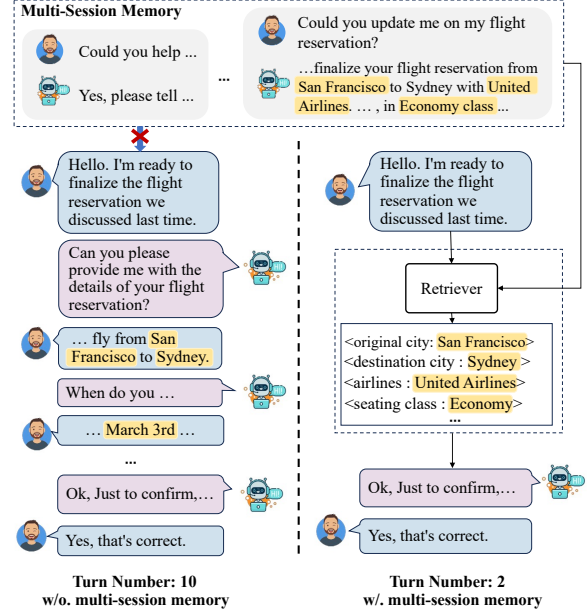 Multi-Session Memory
Could you help ...
Yes, please tell ...
...
Could you update me on my flight
reservation?
...finalize your flight reservation from
San Francisco to Sydney with United
Airlines. ... , in Economy class ...
Hello. I'm ready to
finalize the flight
reservation we
discussed last time.
Can you please
provide me with the
details of your flight
reservation?
... fly from San
Francisco to Sydney.
When do you ...
... March 3rd ...
...
Ok, Just to confirm,...
Yes, that's correct.
Turn Number: 10
w/o. multi-session memory
Hello. I'm ready to
finalize the flight
reservation we
discussed last time.
Retriever
<original city: San Francisco>
<destination city : Sydney >
<airlines : United Airlines>
<seating class : Economy>
...
Ok, Just to confirm,...
Yes, that's correct.
Turn Number: 2
w/. multi-session memory